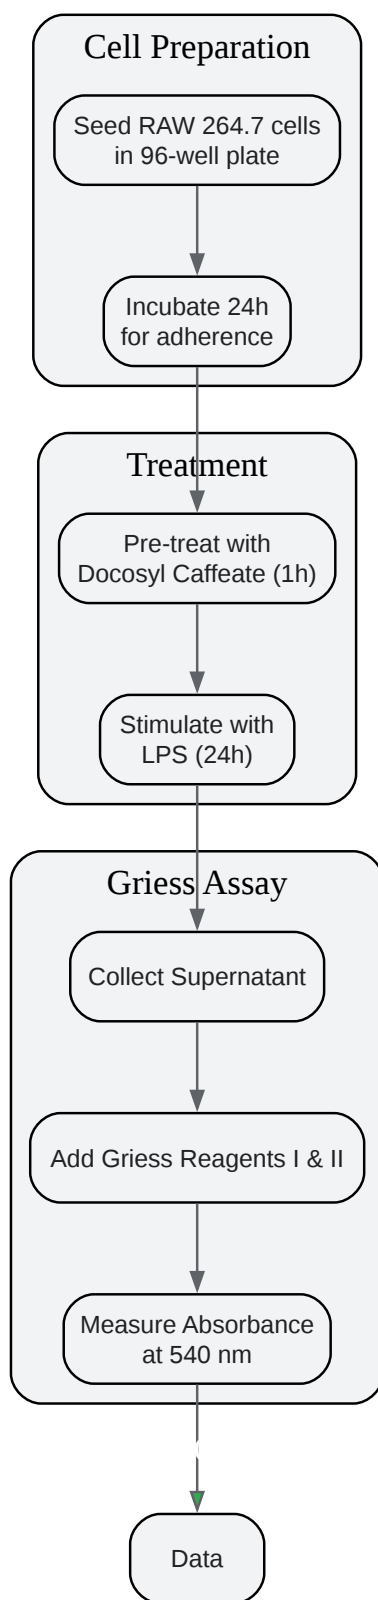 Cell Preparation
Seed RAW 264.7 cells
in 96-well plate
Incubate 24h
for adherence
Treatment
Pre-treat with
Docosyl Caffeate (1h)
Stimulate with
LPS (24h)
Griess Assay
Collect Supernatant
Add Griess Reagents I & II
Measure Absorbance
at 540 nm
Data